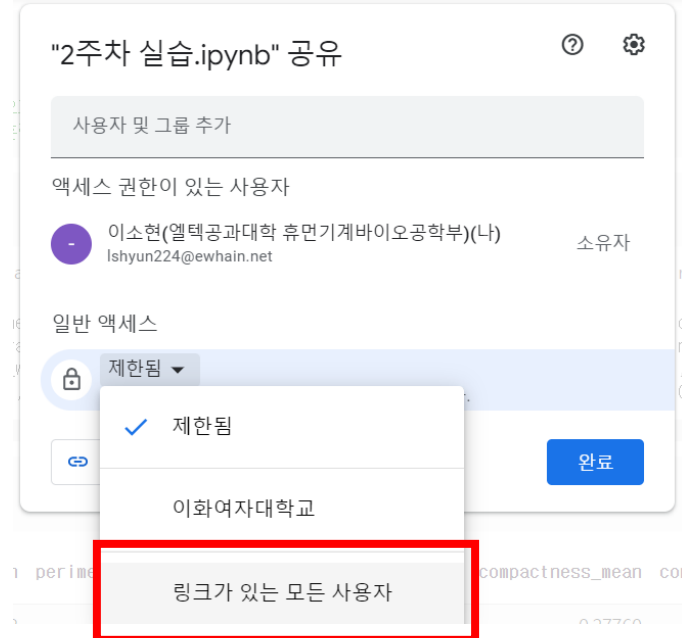 "2주차 실습.ipynb" 공유
사용자 및 그룹 추가
액세스 권한이 있는 사용자
-
이소현(엘텍공과대학 휴먼기계바이오공학부)(나)
lshyun224@ewhain.net
소유자
일반 액세스
제한됨
제한됨
완료
이화여자대학교
링크가 있는 모든 사용자
compactness_mean